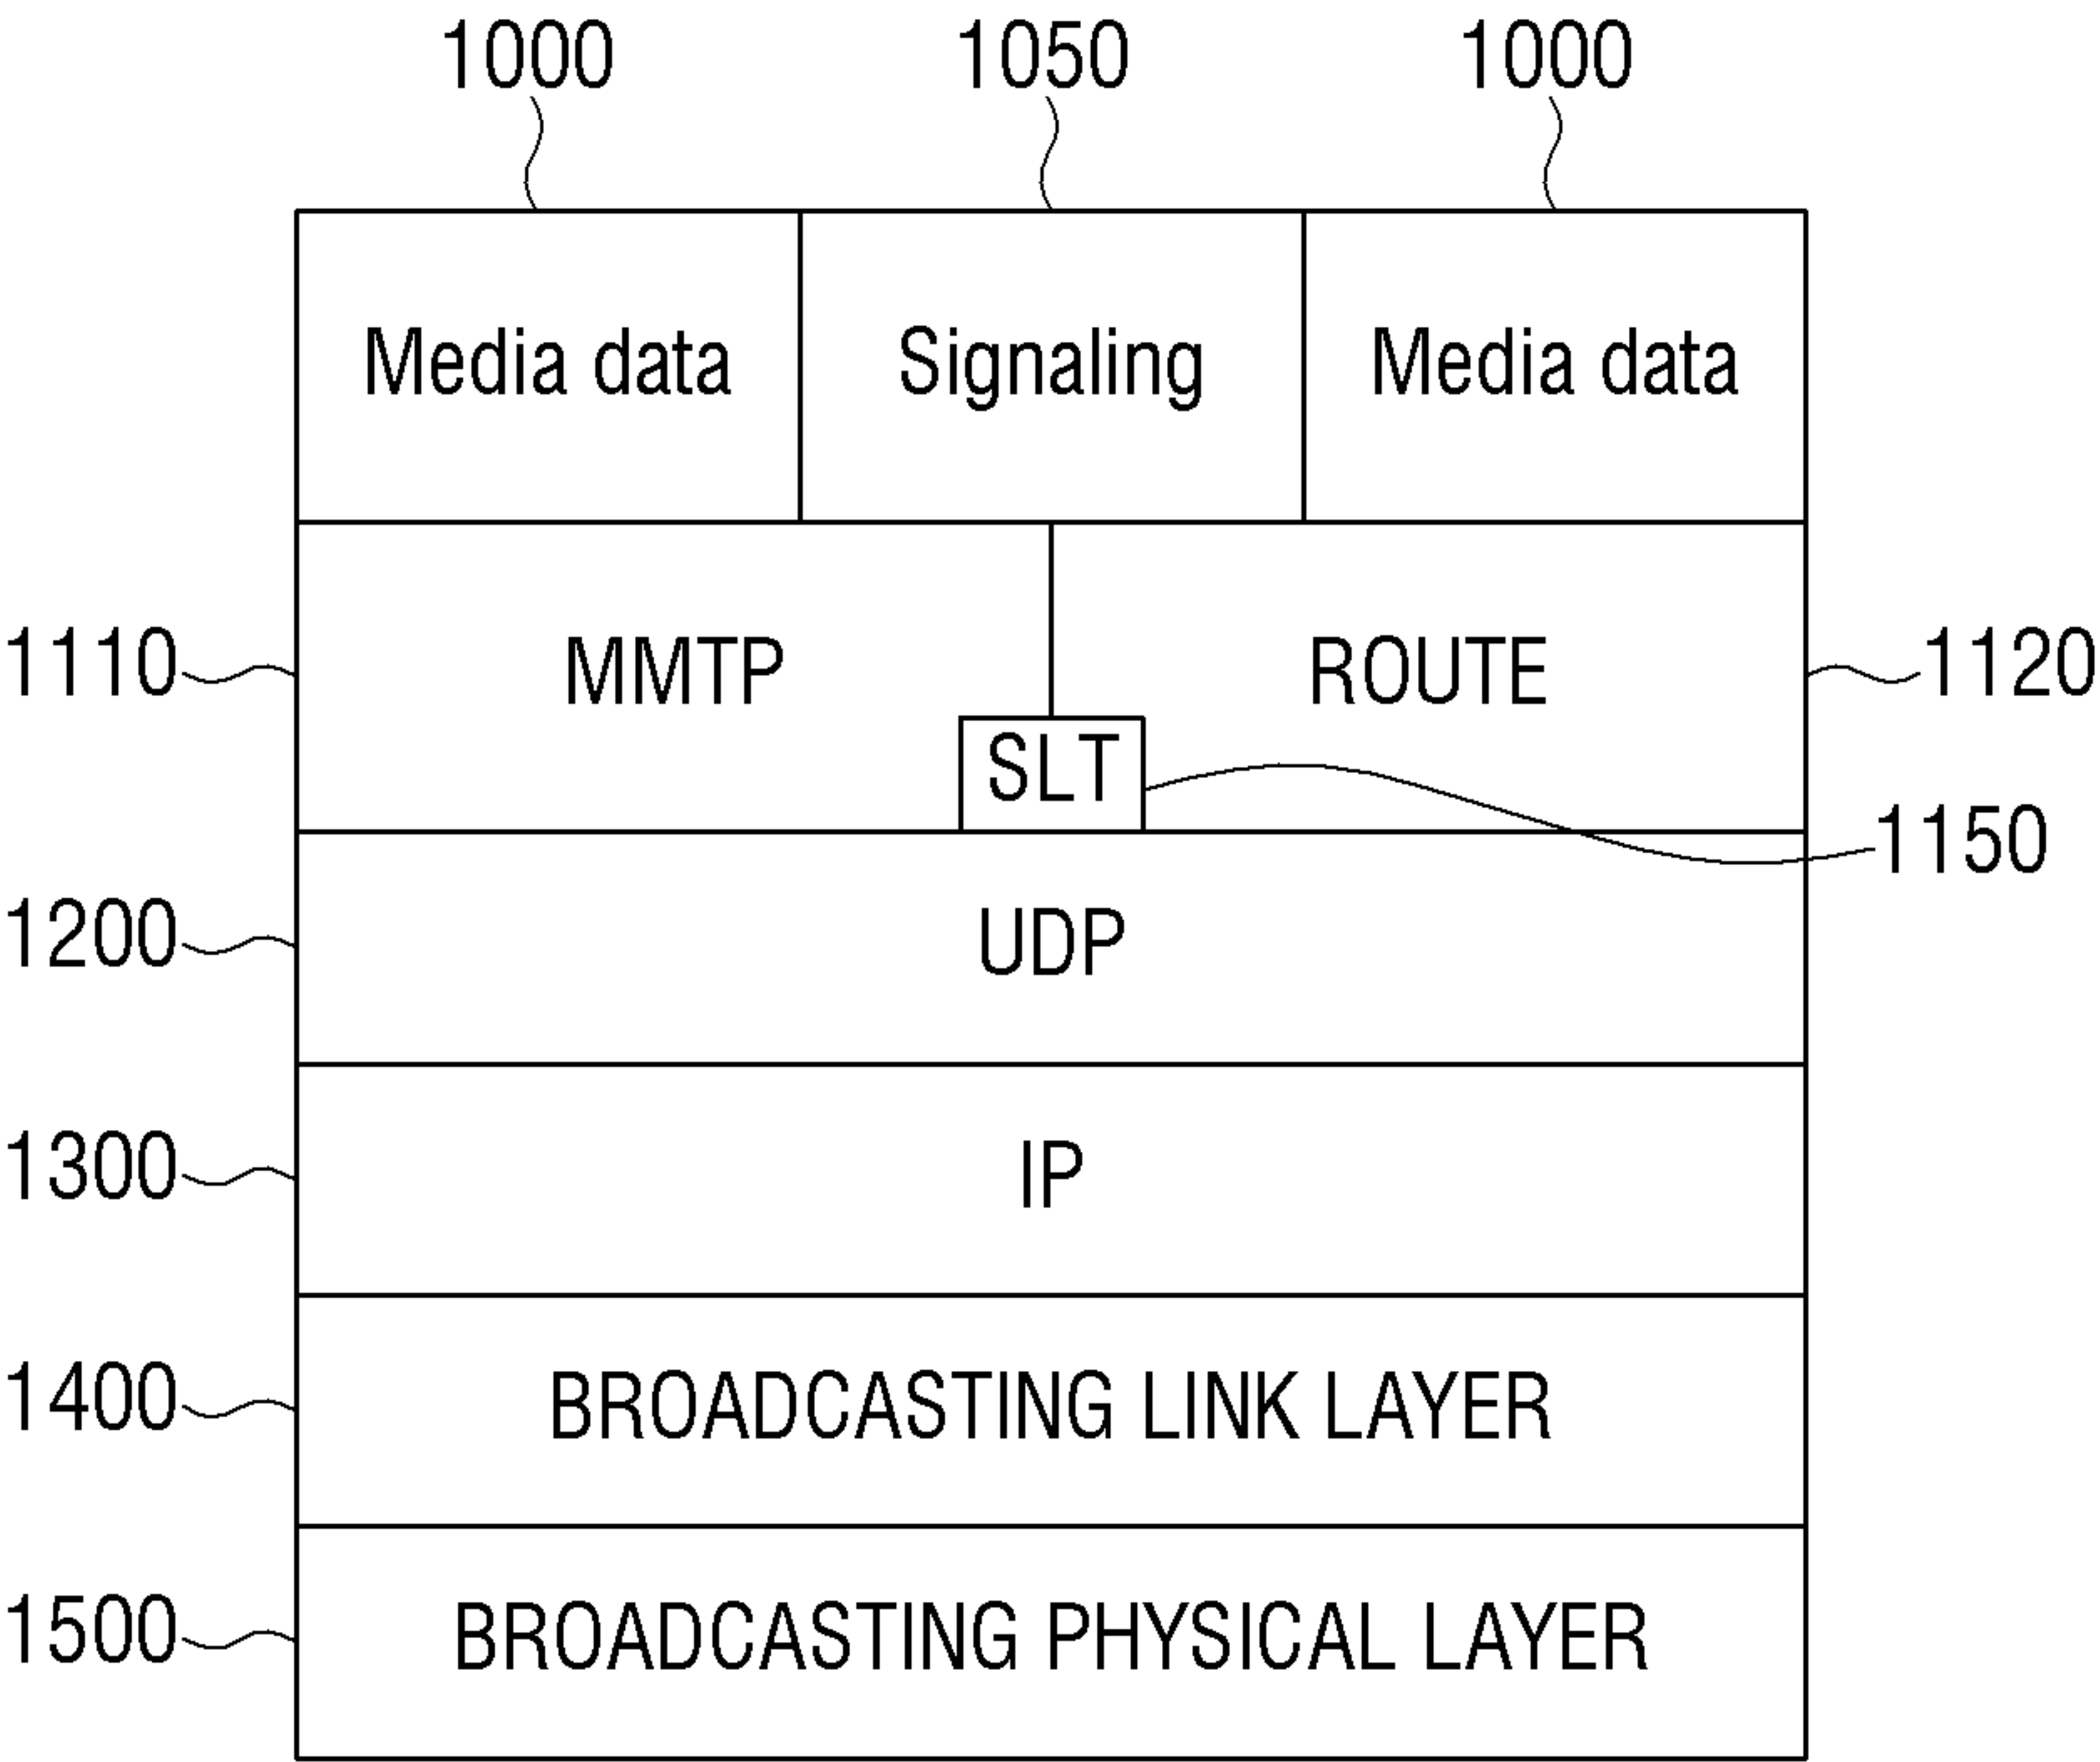 1000 1050 1000
Media data Signaling Media data
1110 MMTP ROUTE 1120
SLT
1150
1200 UDP
1300 IP
1400 BROADCASTING LINK LAYER
1500 BROADCASTING PHYSICAL LAYER